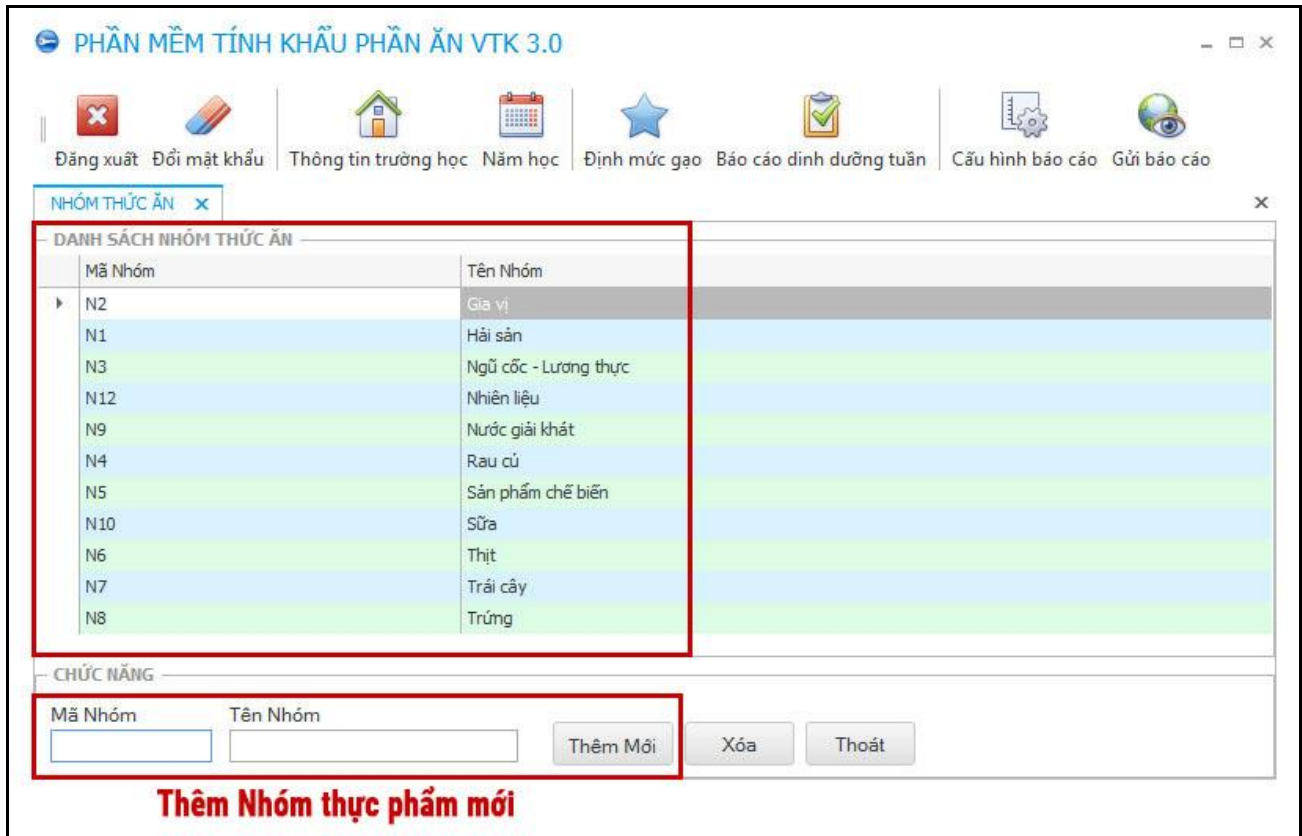 PHẦN MỀM TÍNH KHẨU PHẦN ĂN VTK 3.0
Đăng xuất Đổi mật khẩu Thông tin trường học Năm học Định mức gạo Báo cáo dinh dưỡng tuần Cấu hình báo cáo Gửi báo cáo
NHÓM THỨC ĂN
DANH SÁCH NHÓM THỨC ĂN
Mã Nhóm Tên Nhóm
N2 Gia vị
N1 Hải sản
N3 Ngũ cốc - Lương thực
N12 Nhiên liệu
N9 Nước giải khát
N4 Rau củ
N5 Sản phẩm chế biến
N10 Sữa
N6 Thịt
N7 Trái cây
N8 Trứng
CHỨC NĂNG
Mã Nhóm Tên Nhóm
Thêm Mới Xóa Thoát
Thêm Nhóm thực phẩm mới